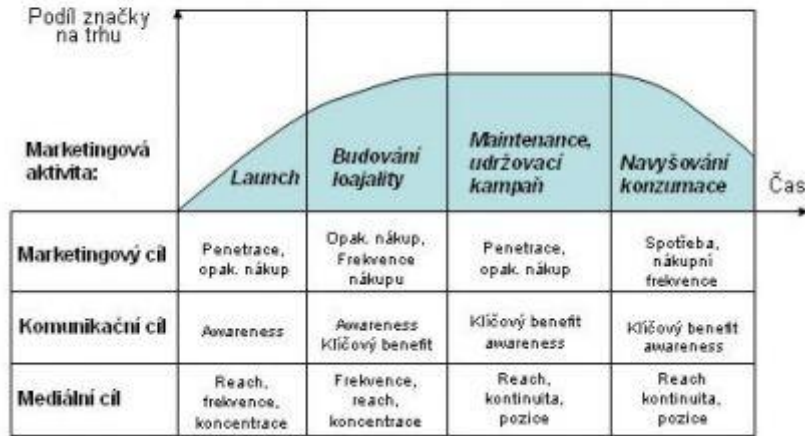 Podíl značky
na trhu
Marketingová
aktivita:
Launch
Budování
loajality
Maintenance,
udržovací
kampaň
Navyšování
konzumace
Čas
Marketingový cíl
Penetrace,
opak. nákup
Opak. nákup,
Frekvence
nákupu
Penetrace,
opak. nákup
Spotřeba,
nákupní
frekvence
Komunikační cíl
Awareness
Awareness
Klíčový benefit
Klíčový benefit
awareness
Klíčový benefit
awareness
Mediální cíl
Reach,
frekvence,
koncentrace
Frekvence,
reach,
koncentrace
Reach,
kontinuita,
pozice
Reach
kontinuita,
pozice